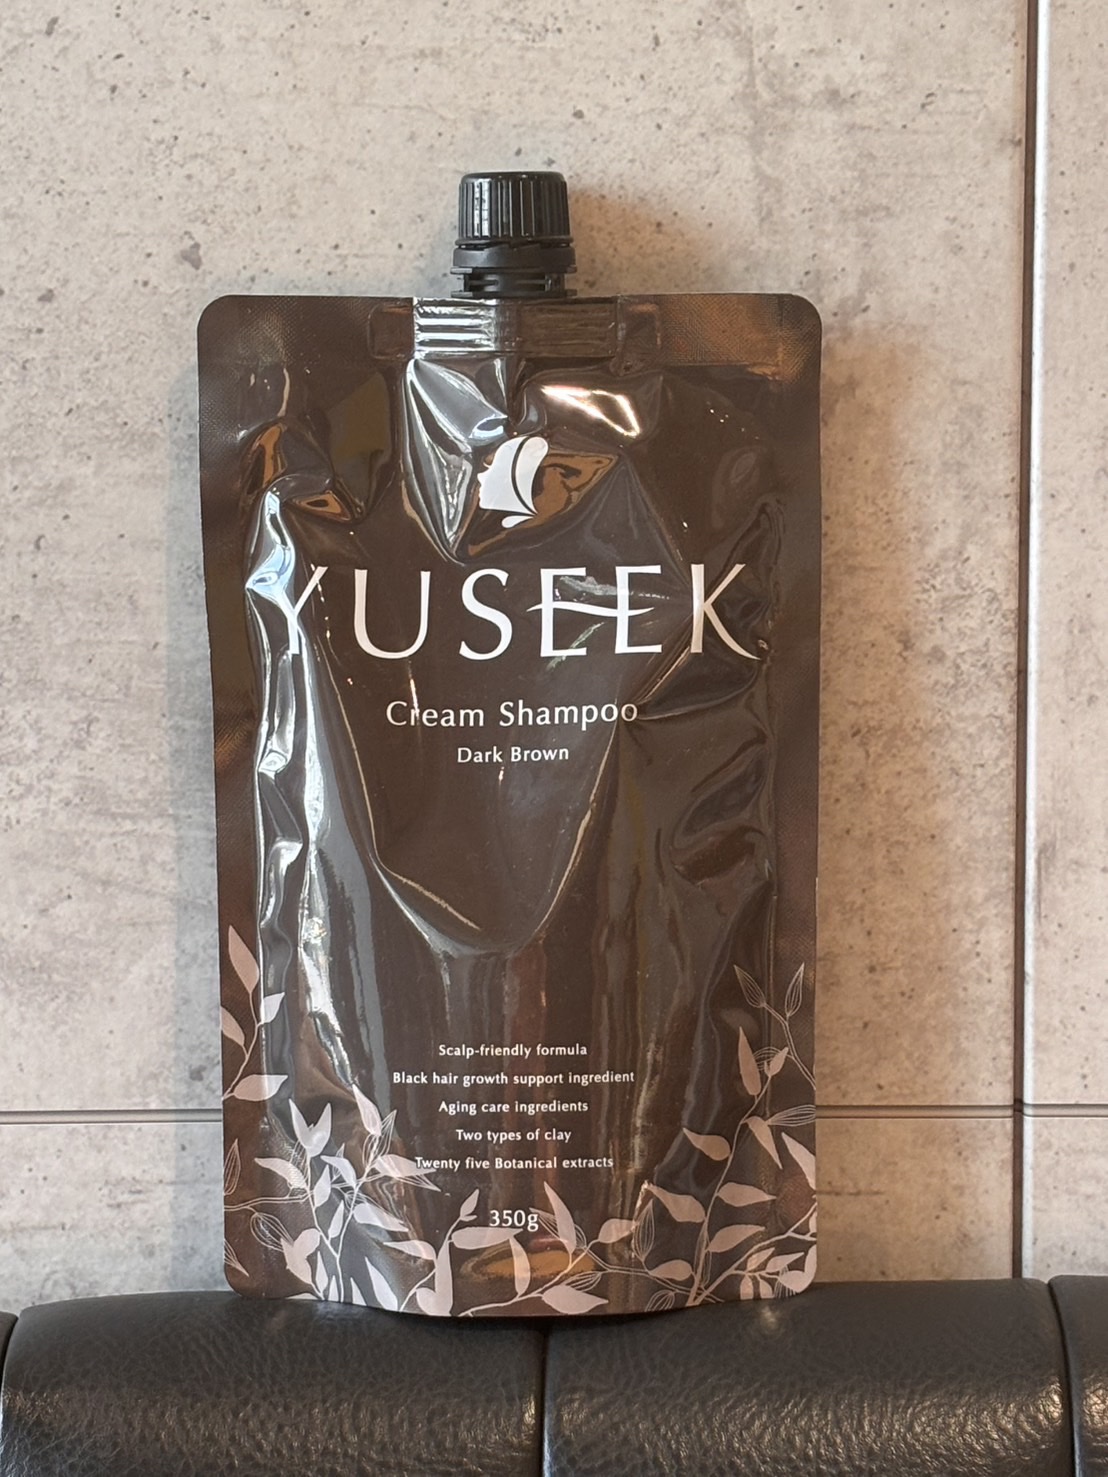 YUSEEK
Cream Shampoo
Dark Brown
Scalp-friendly formula
Black hair growth support ingredient
Aging care ingredients
Two types of clay
Twenty five Botanical extracts
350g